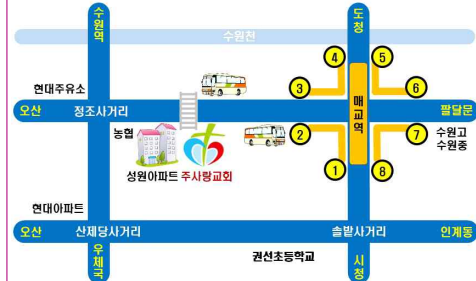 수원역
도청
수원천
④
⑤
현대주유소
③
⑥
오산
정조사거리
매교역
팔달문
농협
②
⑦
수원고
수원중
성원아파트
주사랑교회
①
⑧
현대아파트
오산
산제당사거리
솔밭사거리
인계동
우체국
권선초등학교
시청